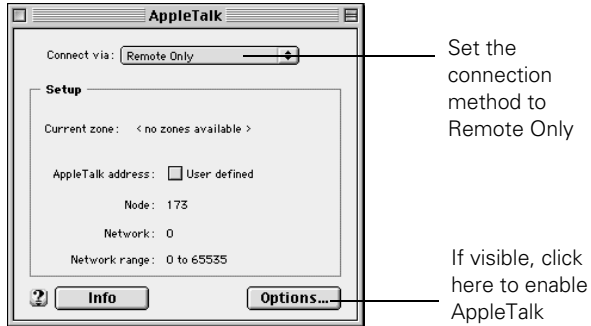 AppleTalk
Connect via: Remote Only
Setup
Current zone: < no zones available >
AppleTalk address: User defined
Node: 173
Network: 0
Network range: 0 to 65535
? Info Options...
Set the
connection
method to
Remote Only
If visible, click
here to enable
AppleTalk